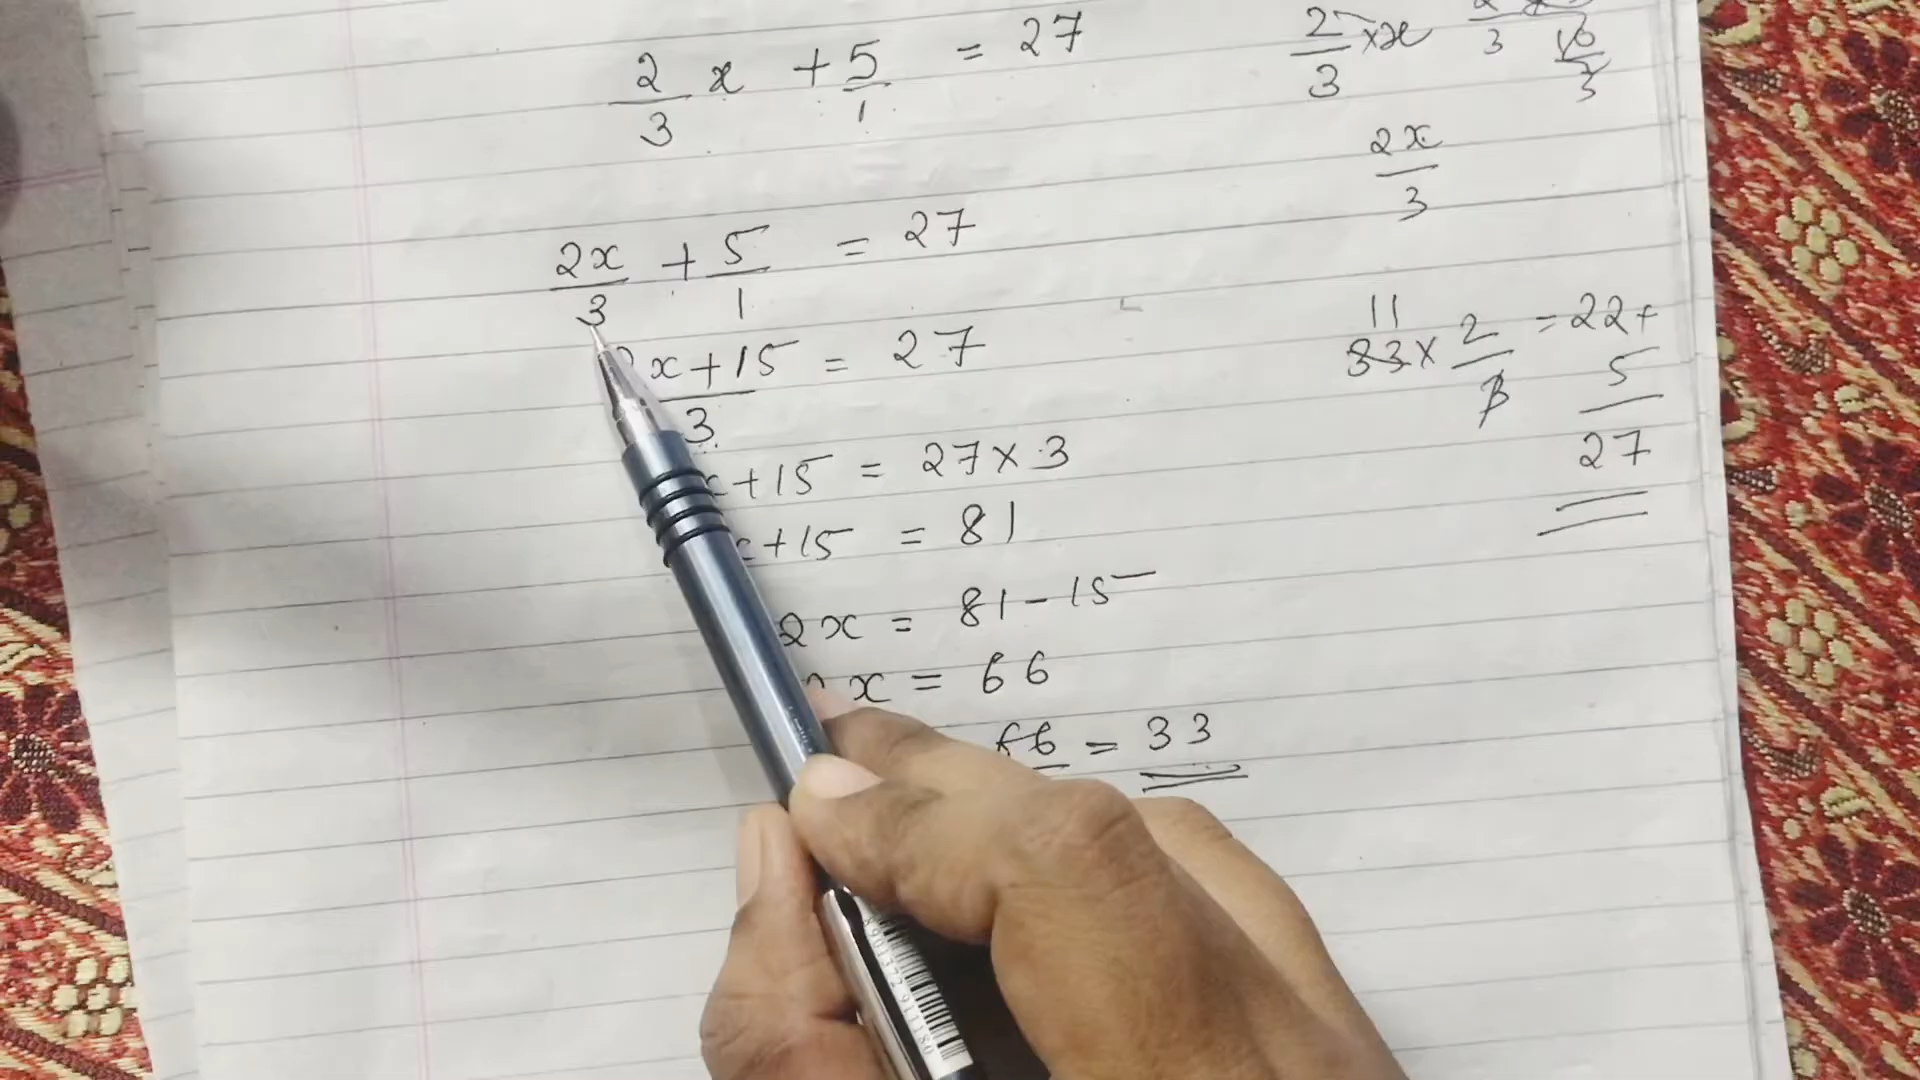 2/3 x + 5/1 = 27
2x/3 + 5/1 = 27
x + 15 / 3 = 27
+ 15 = 27 × 3
+ 15 = 81
2x = 81 - 15
x = 66
66 = 33
2/3 × x
2x/3
11
33 × 2/3 = 22 +
5
27